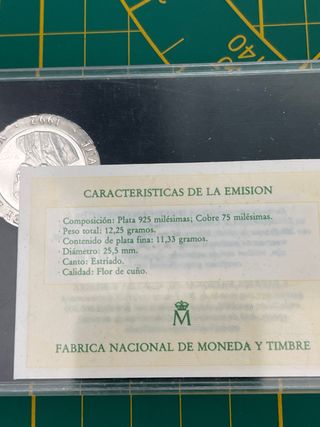 CARACTERISTICAS DE LA EMISION
· Composición: Plata 925 milésimas; Cobre 75 milésimas.
· Peso total: 12,25 gramos.
· Contenido de plata fina: 11,33 gramos.
· Diámetro: 25,5 mm.
· Canto: Estriado.
· Calidad: Flor de cuño.
M
FABRICA NACIONAL DE MONEDA Y TIMBRE
40